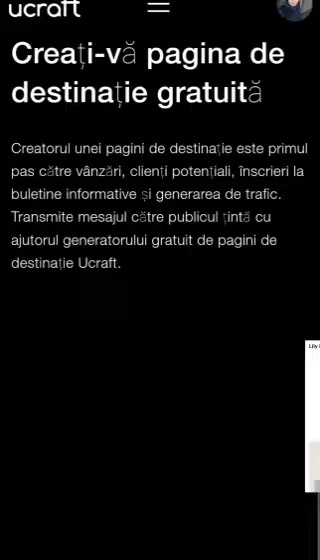 ucraft
Creați-vă pagina de
destinație gratuită
Creatorul unei pagini de destinație este primul
pas către vânzări, clienți potențiali, înscrieri la
buletine informative și generarea de trafic.
Transmite mesajul către publicul țintă cu
ajutorul generatorului gratuit de pagini de
destinație Ucraft.